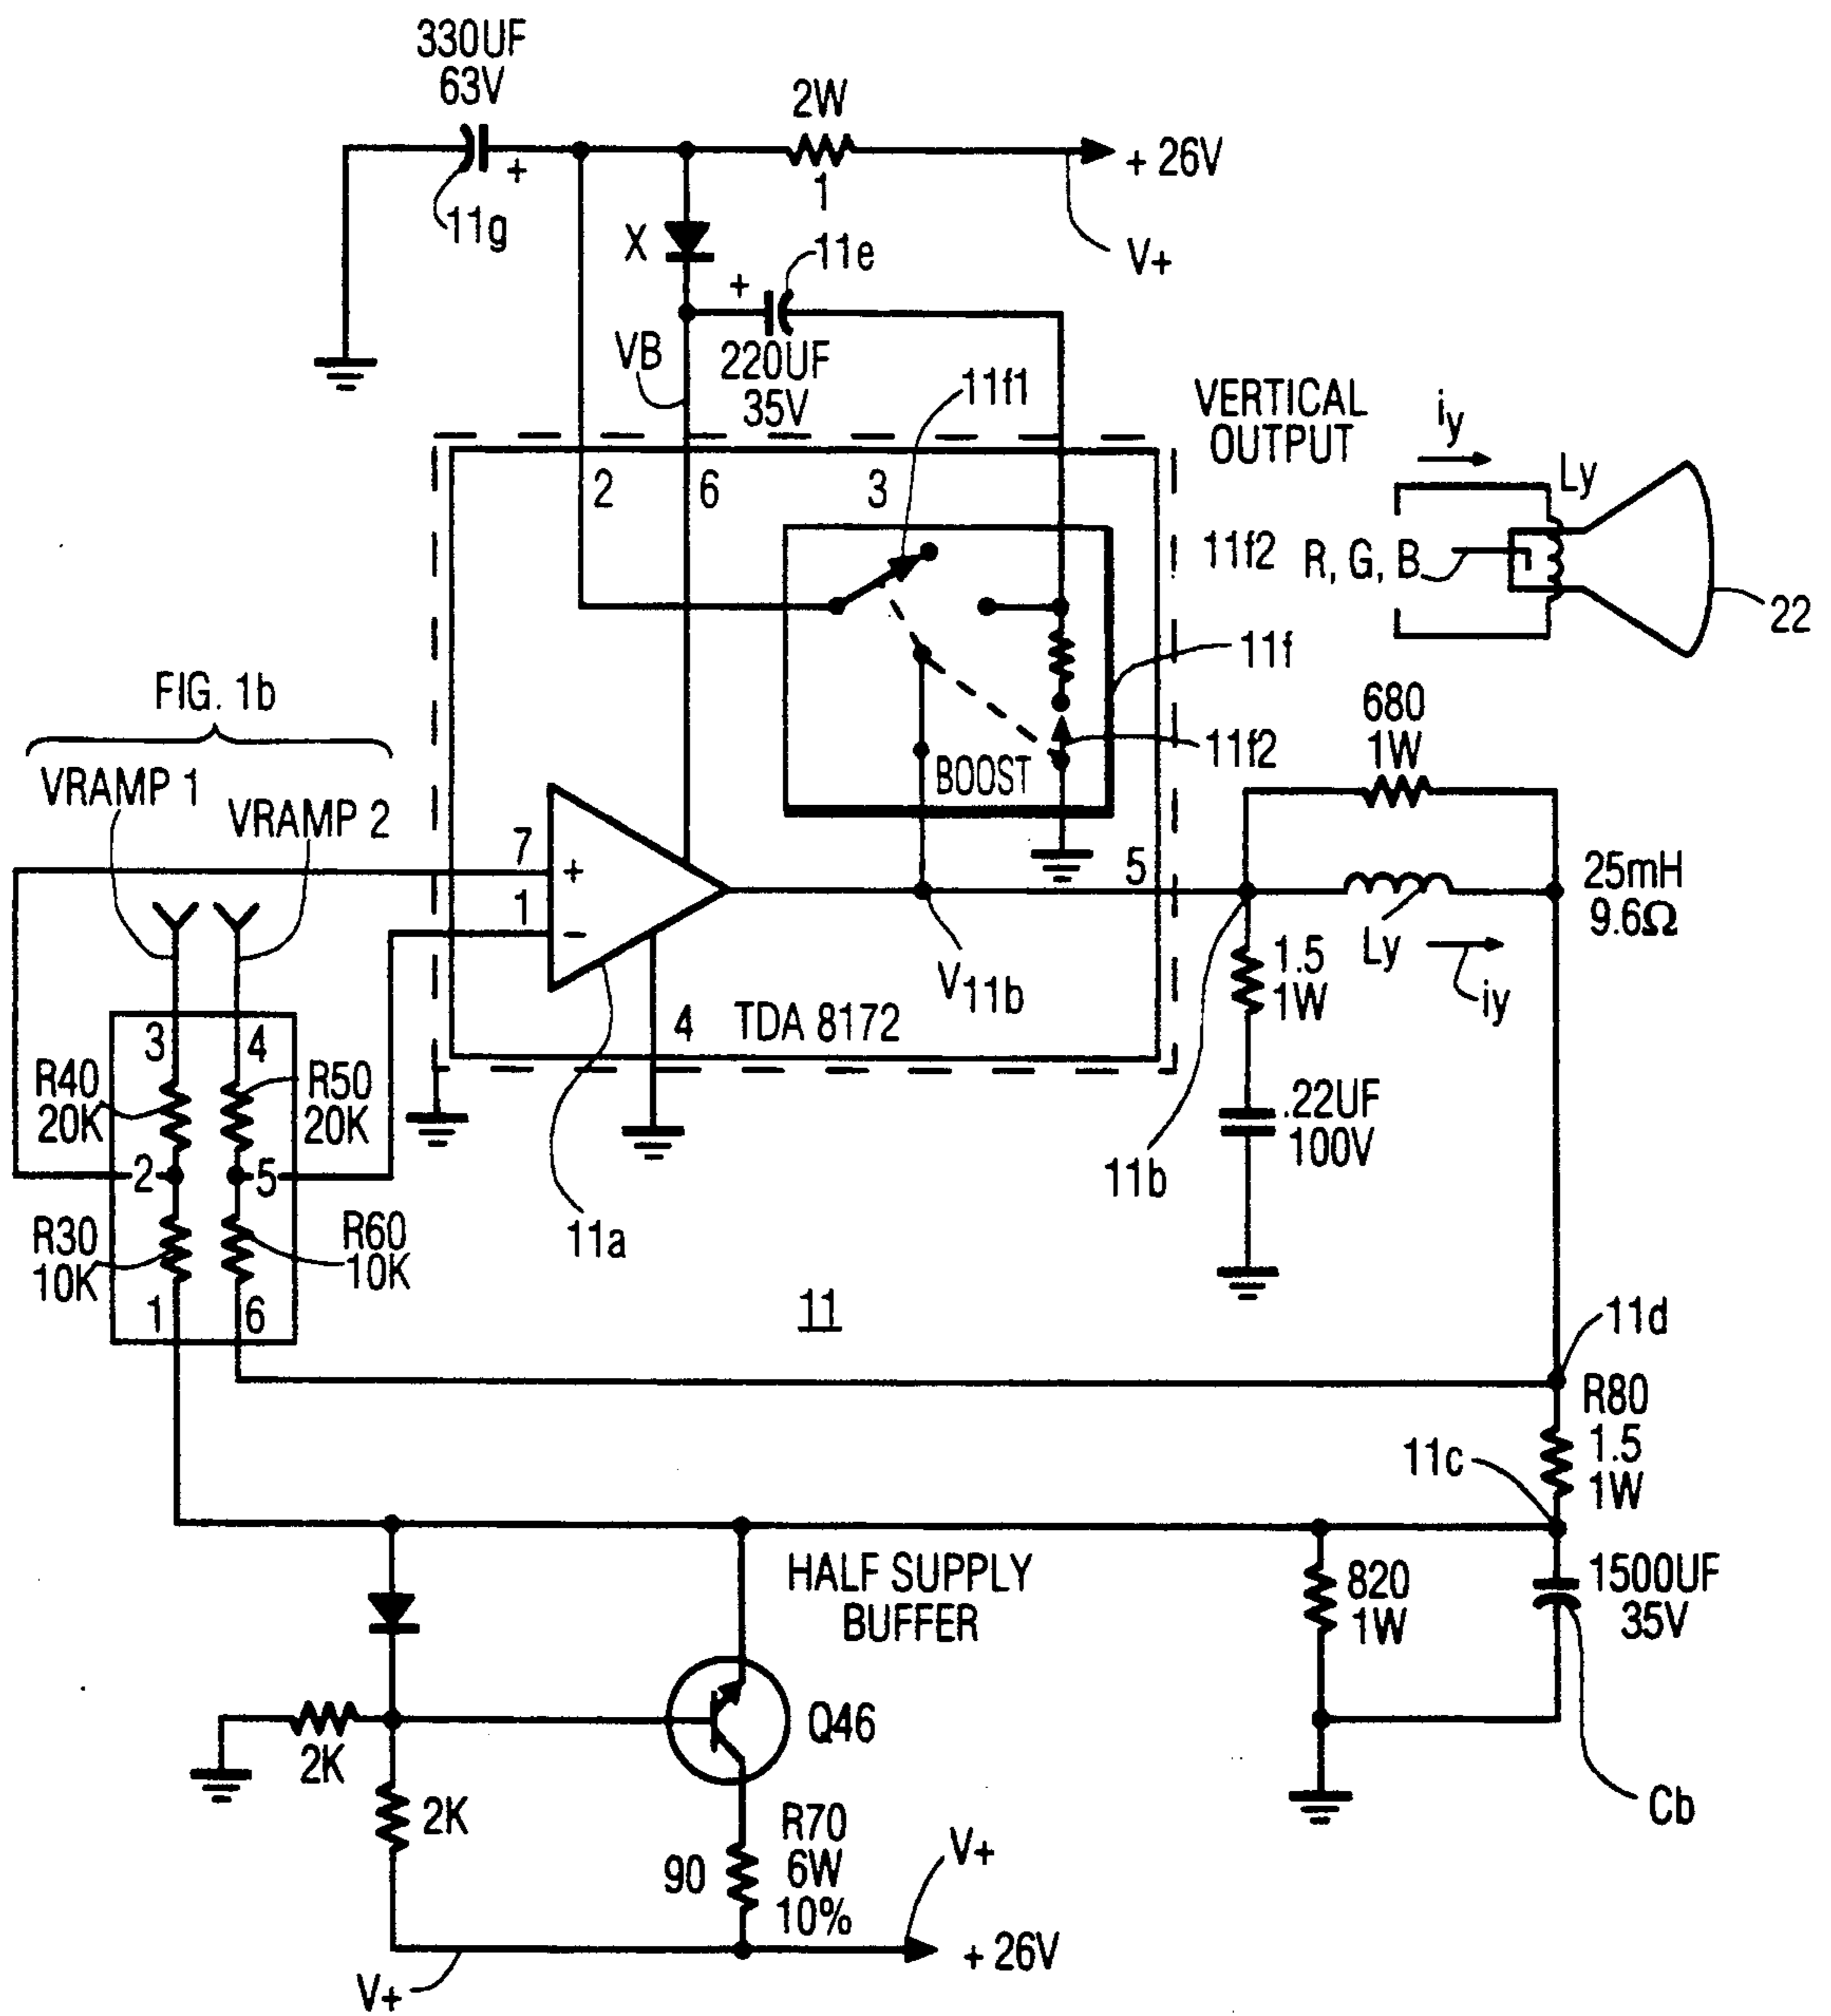 330UF
63V
2W
+ 26V
+
1
11g
X
11e
V+
+
VB
220UF
35V
11f1
VERTICAL
OUTPUT
iy
Ly
2
6
3
11f2
R, G, B
22
11f
FIG. 1b
680
1W
VRAMP 1
VRAMP 2
BOOST
11f2
7
+
1
−
5
25mH
9.6Ω
V11b
Ly
iy
1.5
1W
4
TDA 8172
3
4
R40
20K
R50
20K
.22UF
100V
2
5
11b
R30
10K
R60
10K
11a
1
6
11
11d
R80
1.5
1W
11c
HALF SUPPLY
BUFFER
820
1W
1500UF
35V
Q46
2K
2K
Cb
R70
6W
10%
90
V+
+ 26V
V+